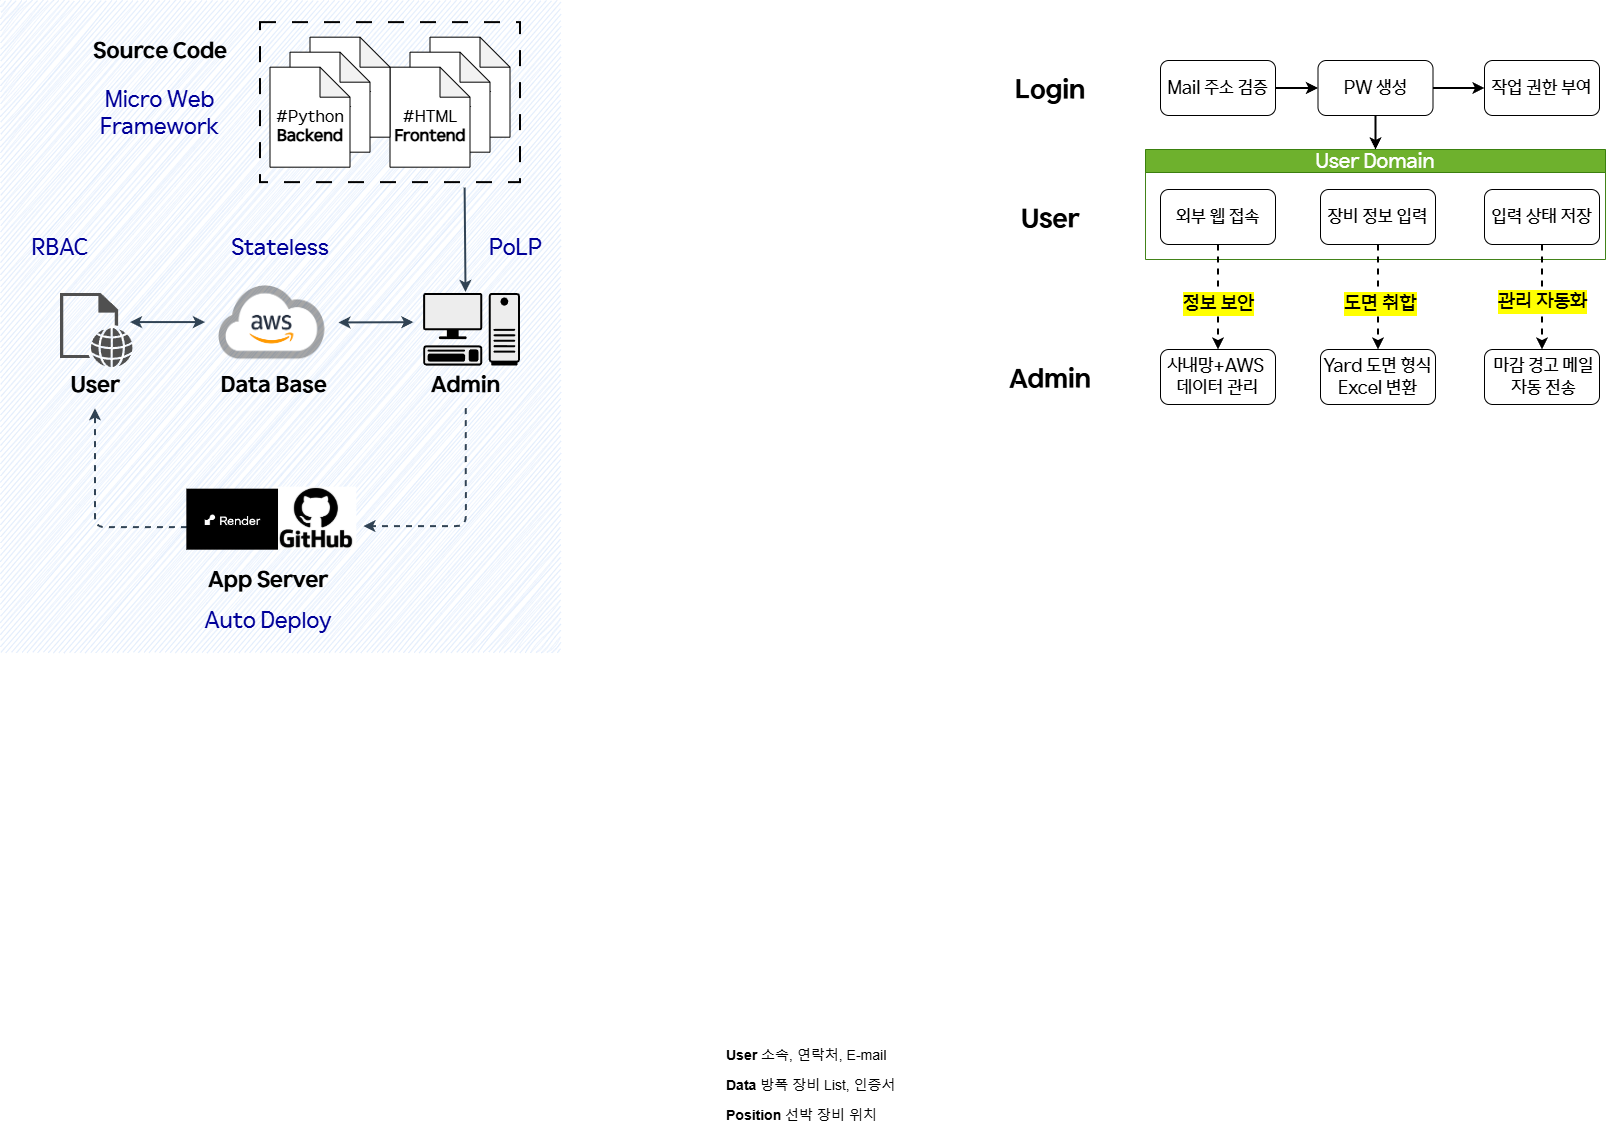 Source Code
Micro Web
Framework
#Python
Backend
#HTML
Frontend
RBAC
Stateless
PoLP
aws
User
Data Base
Admin
Render
GitHub
App Server
Auto Deploy
Login
Mail 주소 검증
PW 생성
작업 권한 부여
User Domain
User
외부 웹 접속
장비 정보 입력
입력 상태 저장
정보 보안
도면 취합
관리 자동화
Admin
사내망+AWS
데이터 관리
Yard 도면 형식
Excel 변환
마감 경고 메일
자동 전송
User 소속, 연락처, E-mail
Data 방폭 장비 List, 인증서
Position 선박 장비 위치